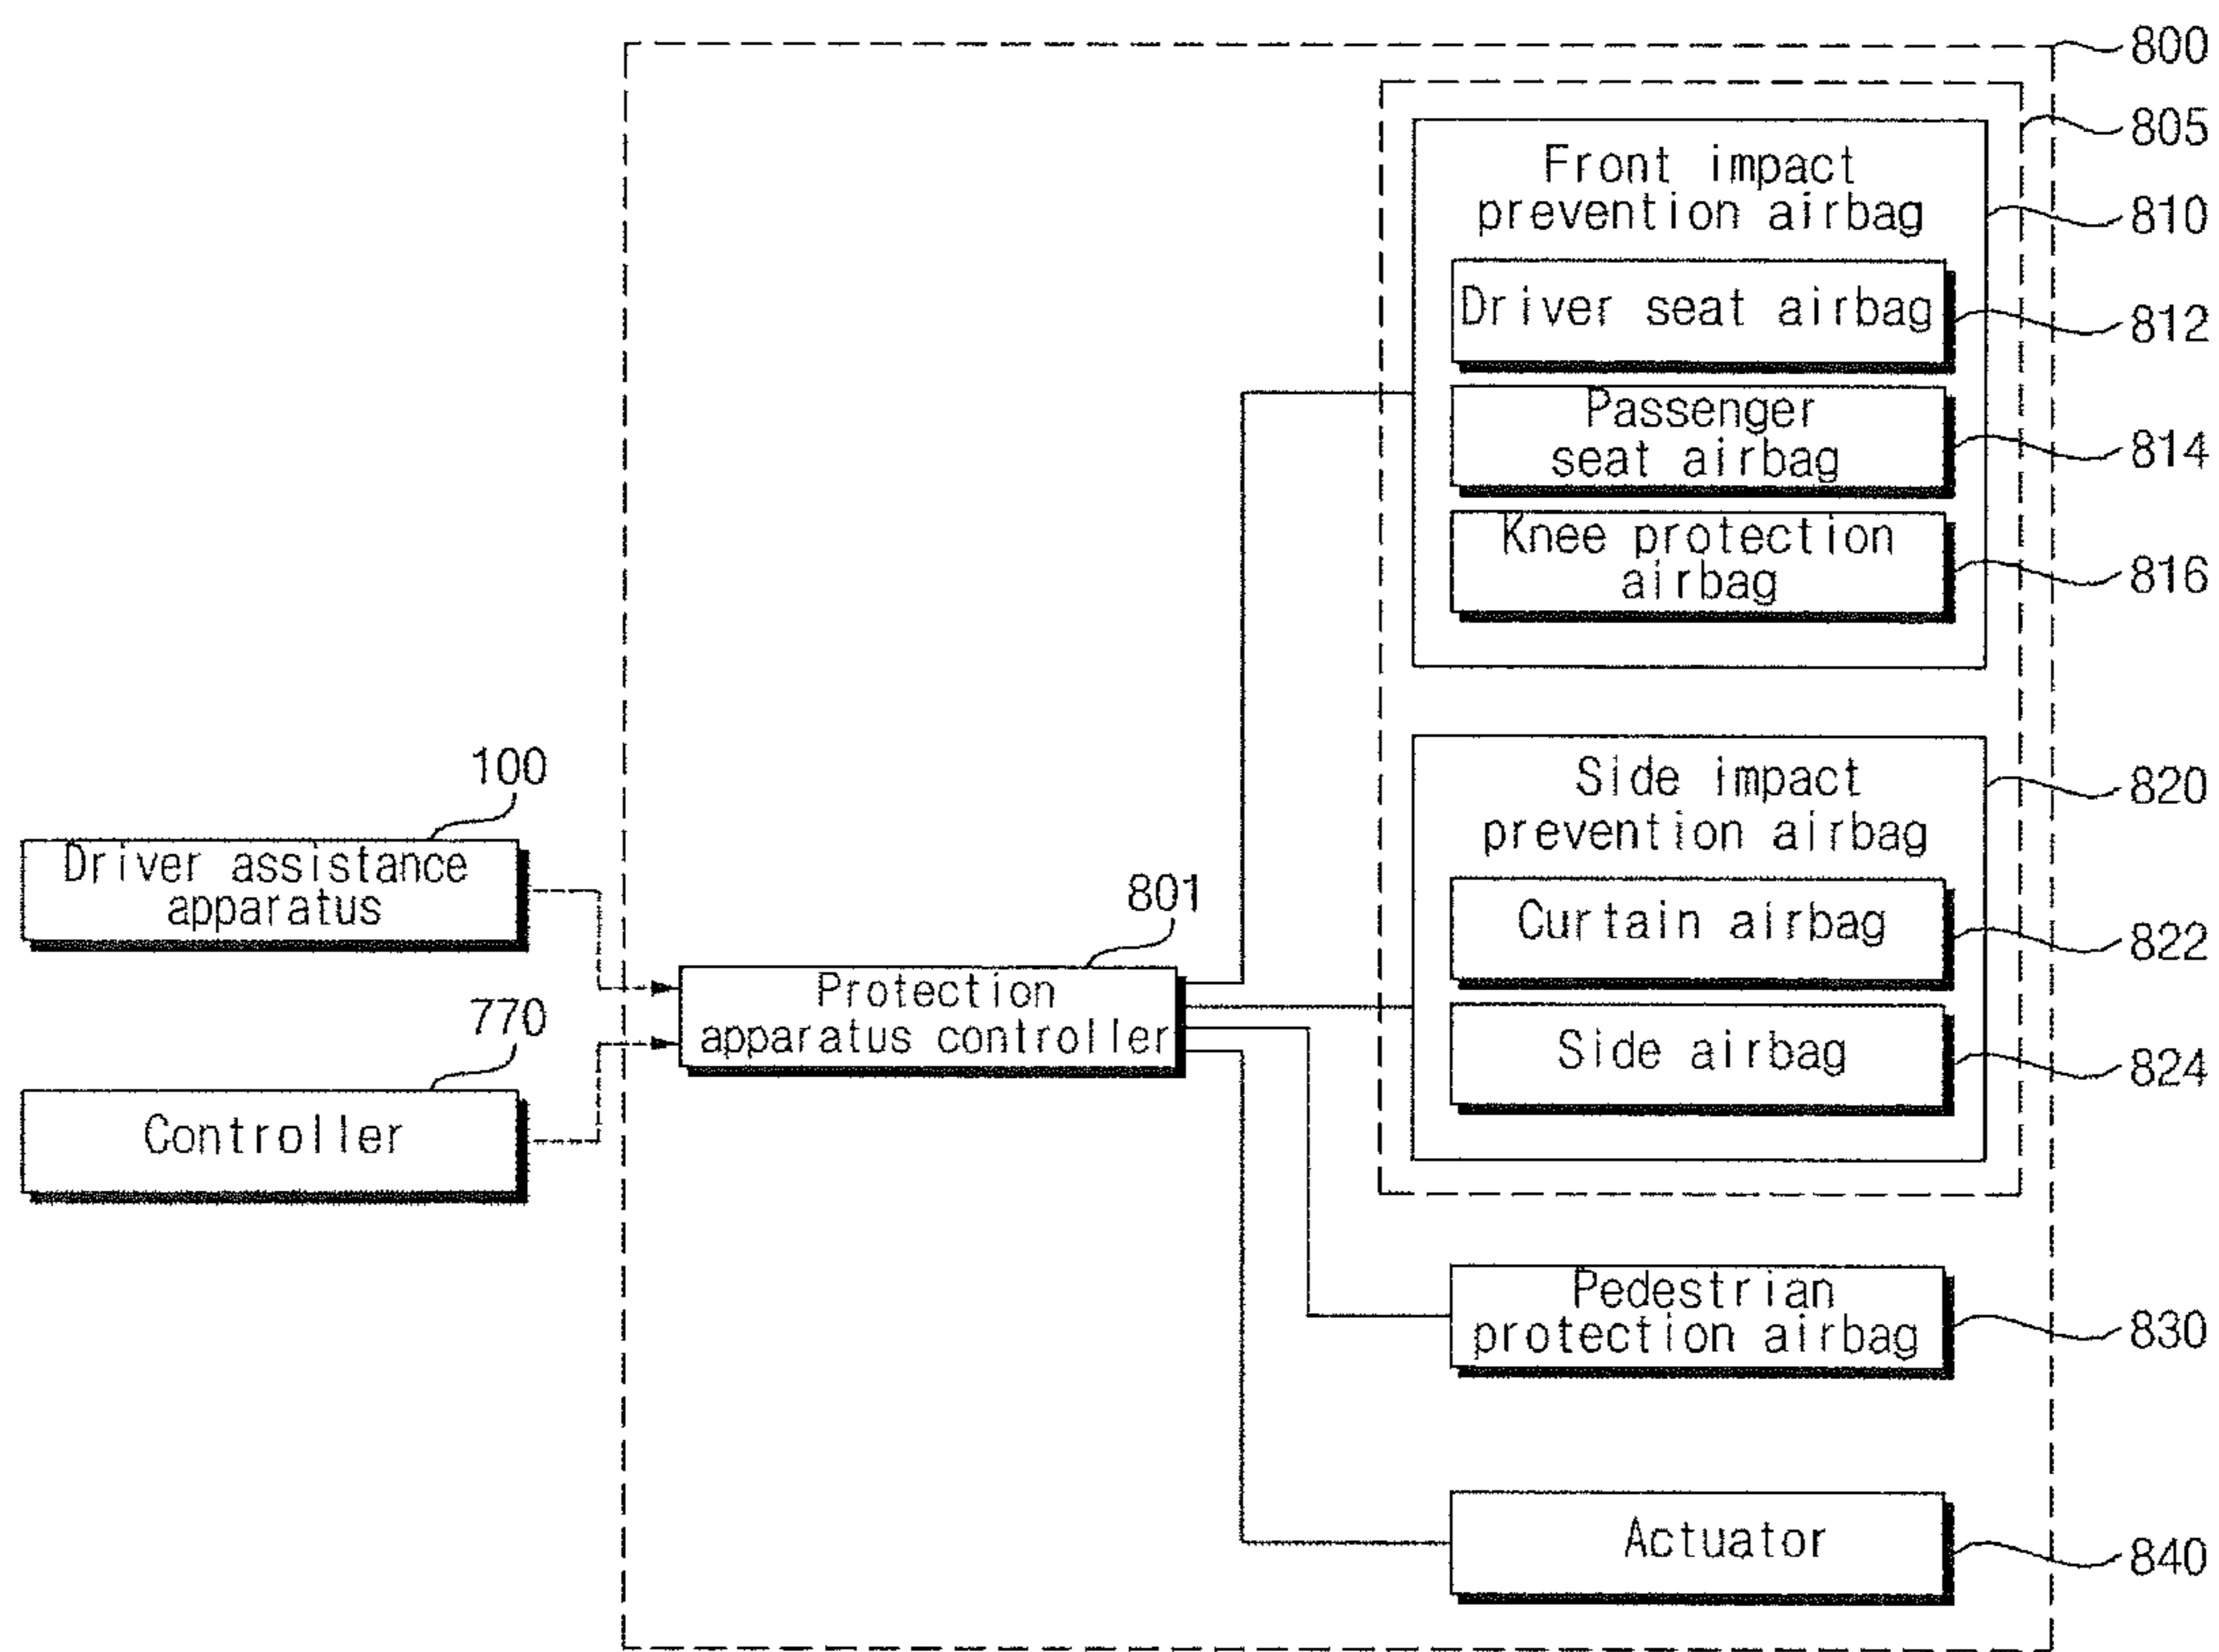 800
805
Front impact
prevention airbag
810
Driver seat airbag
812
Passenger
seat airbag
814
Knee protection
airbag
816
100
Driver assistance
apparatus
770
Controller
801
Protection
apparatus controller
Side impact
prevention airbag
820
Curtain airbag
822
Side airbag
824
Pedestrian
protection airbag
830
Actuator
840